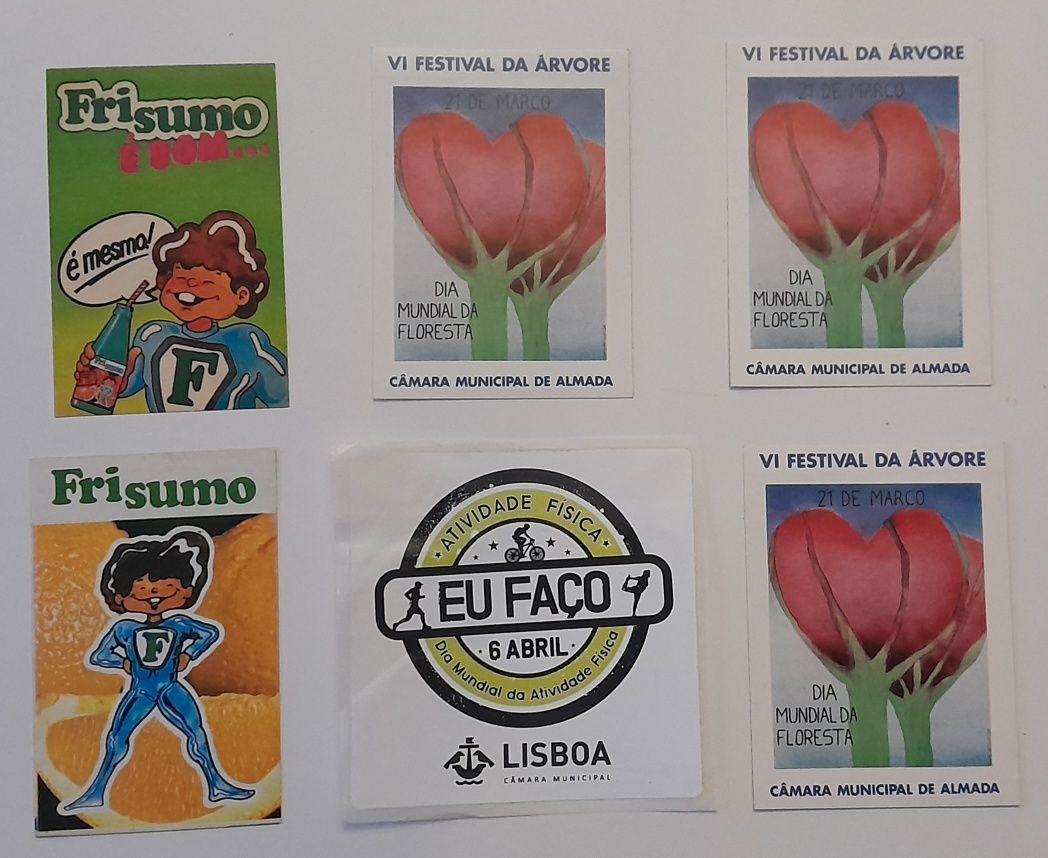 Frisumo
É BOM...
é mesmo!
F
VI FESTIVAL DA ÁRVORE
21 DE MARÇO
DIA
MUNDIAL DA
FLORESTA
CÂMARA MUNICIPAL DE ALMADA
VI FESTIVAL DA ÁRVORE
21 DE MARÇO
DIA
MUNDIAL DA
FLORESTA
CÂMARA MUNICIPAL DE ALMADA
Frisumo
F
ATIVIDADE FÍSICA
EU FAÇO
6 ABRIL
Dia Mundial da Atividade Física
LISBOA
CÂMARA MUNICIPAL
VI FESTIVAL DA ÁRVORE
21 DE MARÇO
DIA
MUNDIAL DA
FLORESTA
CÂMARA MUNICIPAL DE ALMADA